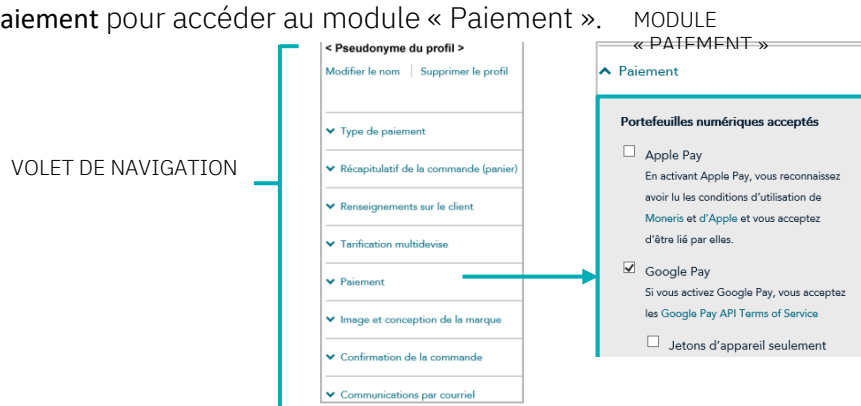 aiement pour accéder au module « Paiement ».
MODULE
« PAIEMENT »
VOLET DE NAVIGATION
< Pseudonyme du profil >
Modifier le nom | Supprimer le profil
Type de paiement
Récapitulatif de la commande (panier)
Renseignements sur le client
Tarification multidevise
Paiement
Image et conception de la marque
Confirmation de la commande
Communications par courriel
Paiement
Portefeuilles numériques acceptés
Apple Pay
En activant Apple Pay, vous reconnaissez
avoir lu les conditions d'utilisation de
Moneris et d'Apple et vous acceptez
d'être lié par elles.
Google Pay
Si vous activez Google Pay, vous acceptez
les Google Pay API Terms of Service
Jetons d'appareil seulement